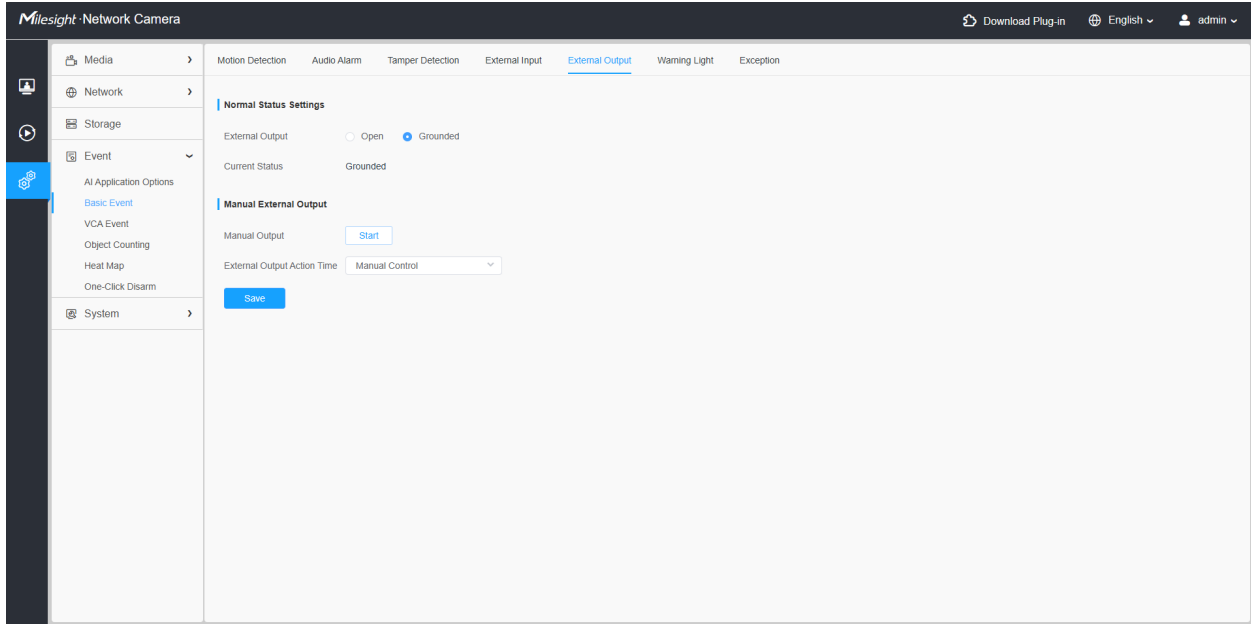 Milesight · Network Camera
Download Plug-in English admin
Media
Network
Storage
Event
AI Application Options
Basic Event
VCA Event
Object Counting
Heat Map
One-Click Disarm
System
Motion Detection Audio Alarm Tamper Detection External Input External Output Warning Light Exception
Normal Status Settings
External Output Open Grounded
Current Status Grounded
Manual External Output
Manual Output Start
External Output Action Time Manual Control
Save